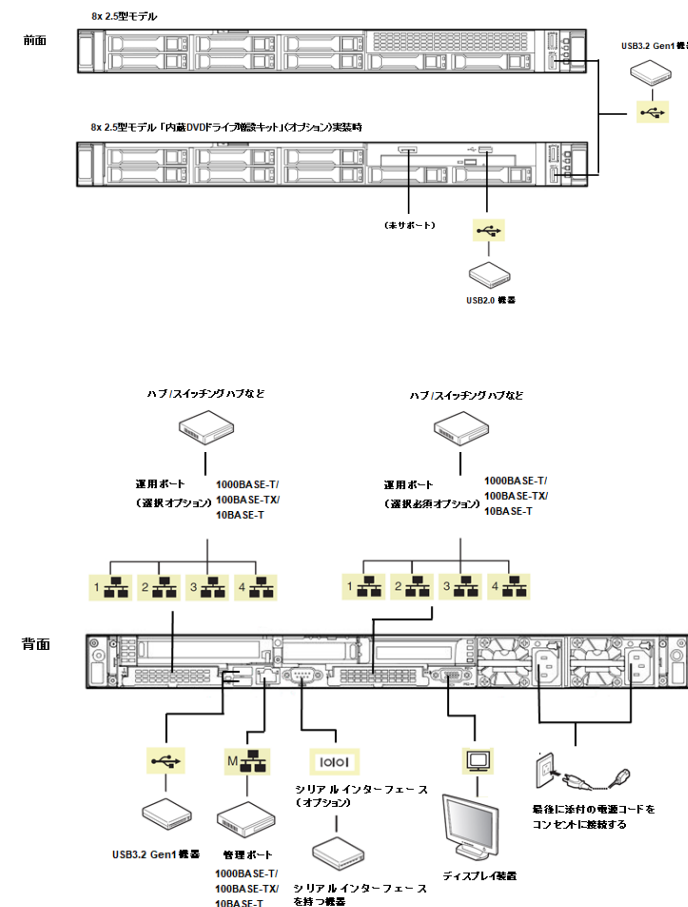 8x 2.5型モデル
前面
USB3.2 Gen1機器
8x 2.5型モデル「内蔵DVDドライブ増設キット」(オプション)実装時
(未サポート)
USB2.0 機器
ハブ/スイッチングハブなど
ハブ/スイッチングハブなど
運用ポート
(選択オプション)
1000BASE-T/
100BASE-TX/
10BASE-T
運用ポート
(選択必須オプション)
1000BASE-T/
100BASE-TX/
10BASE-T
1
2
3
4
1
2
3
4
背面
M
IOIOI
シリアルインターフェース
(オプション)
最後に添付の電源コードを
コンセントに接続する
USB3.2 Gen1機器
管理ポート
1000BASE-T/
100BASE-TX/
10BASE-T
シリアルインターフェース
を持つ機器
ディスプレイ装置